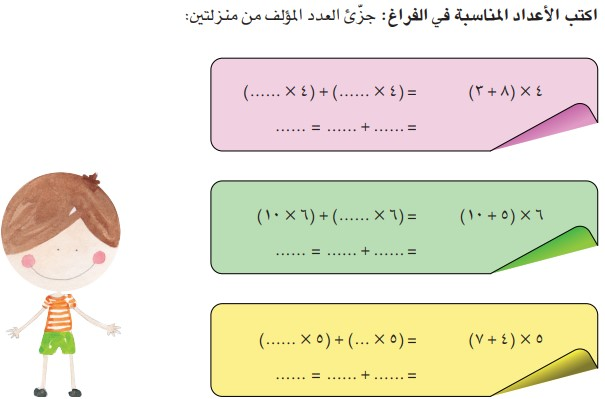 اكتب الأعداد المناسبة في الفراغ: جزّئ العدد المؤلف من منزلتين:
٤ × (٨ + ٣) = (٤ × ......) + (٤ × ......)
= ...... + ...... = ......
٦ × (٥ + ١٠) = (٦ × ......) + (٦ × ١٠)
= ...... + ...... = ......
٥ × (٤ + ٧) = (٥ × ...) + (٥ × ......)
= ...... + ...... = ......